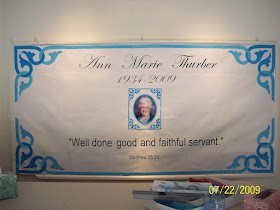 Ann Marie Thurber
1934-2009
"Well done good and faithful servant."
Matthew 25:21
07/22/2009